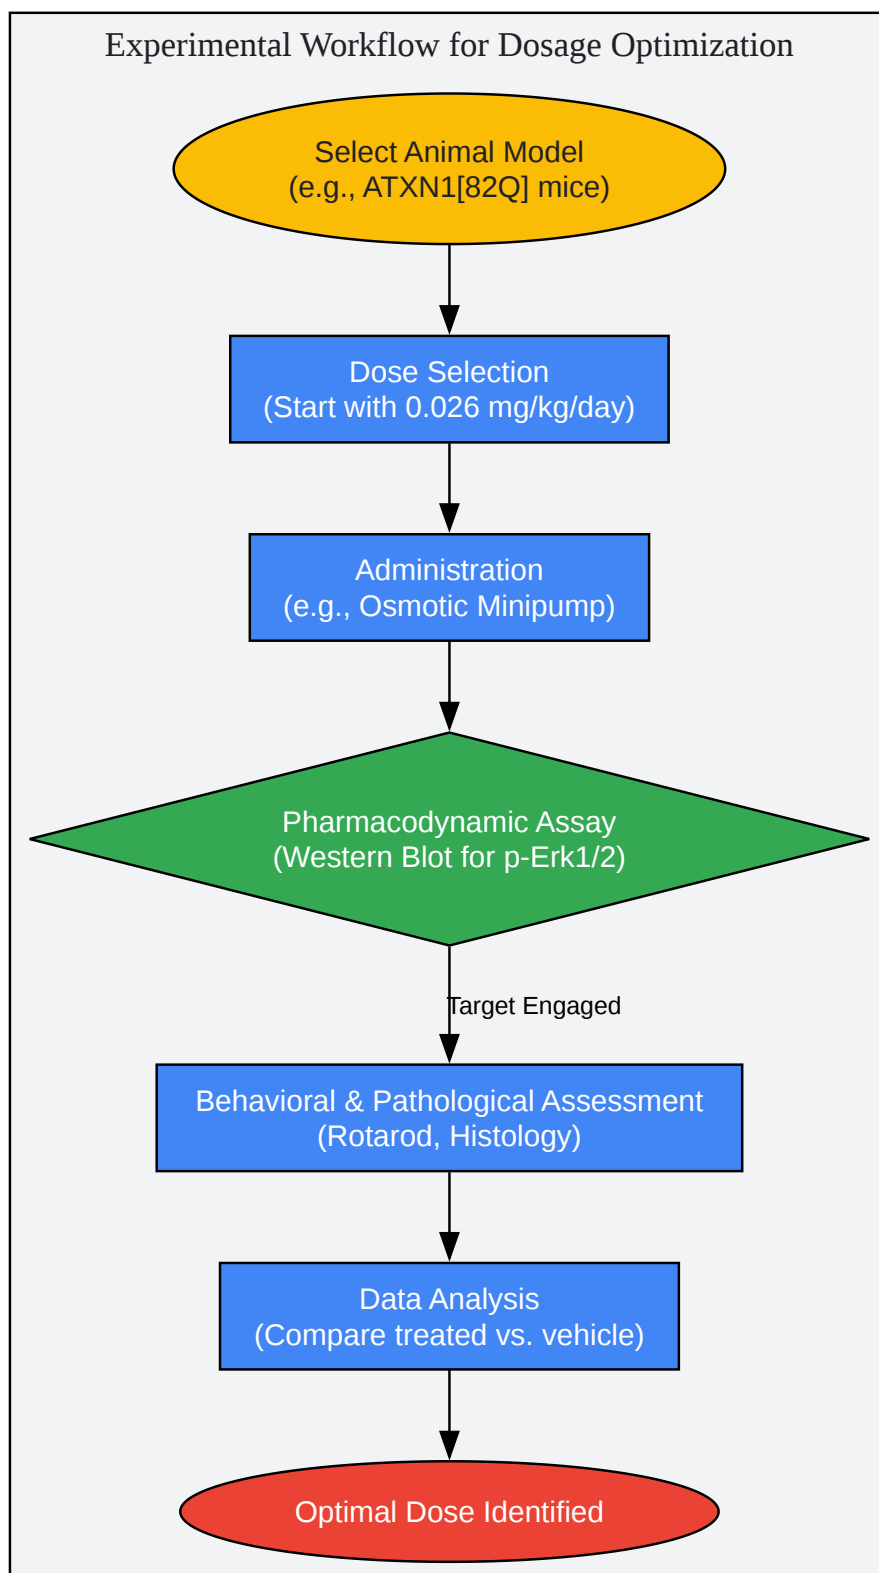 Experimental Workflow for Dosage Optimization
Select Animal Model
(e.g., ATXN1[82Q] mice)
Dose Selection
(Start with 0.026 mg/kg/day)
Administration
(e.g., Osmotic Minipump)
Pharmacodynamic Assay
(Western Blot for p-Erk1/2)
Target Engaged
Behavioral & Pathological Assessment
(Rotarod, Histology)
Data Analysis
(Compare treated vs. vehicle)
Optimal Dose Identified